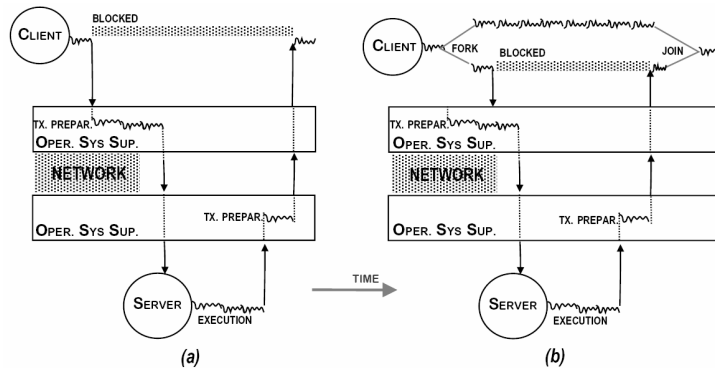 CLIENT
BLOCKED
TX. PREPAR.
OPER. SYS SUP.
NETWORK
TX. PREPAR.
OPER. SYS SUP.
SERVER
EXECUTION
(a)
TIME
CLIENT
FORK
BLOCKED
JOIN
TX. PREPAR.
OPER. SYS SUP.
NETWORK
TX. PREPAR.
OPER. SYS SUP.
SERVER
EXECUTION
(b)